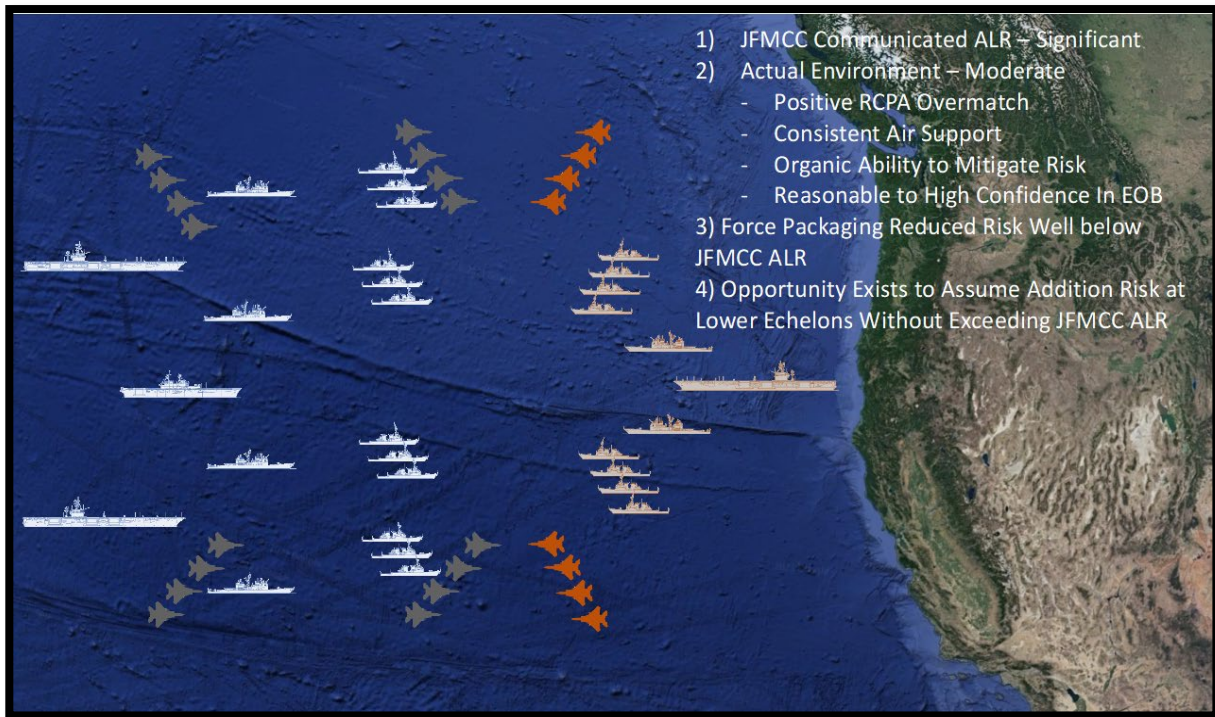 1) JFMCC Communicated ALR – Significant
2) Actual Environment – Moderate
- Positive RCPA Overmatch
- Consistent Air Support
- Organic Ability to Mitigate Risk
- Reasonable to High Confidence In EOB
3) Force Packaging Reduced Risk Well below
JFMCC ALR
4) Opportunity Exists to Assume Addition Risk at
Lower Echelons Without Exceeding JFMCC ALR